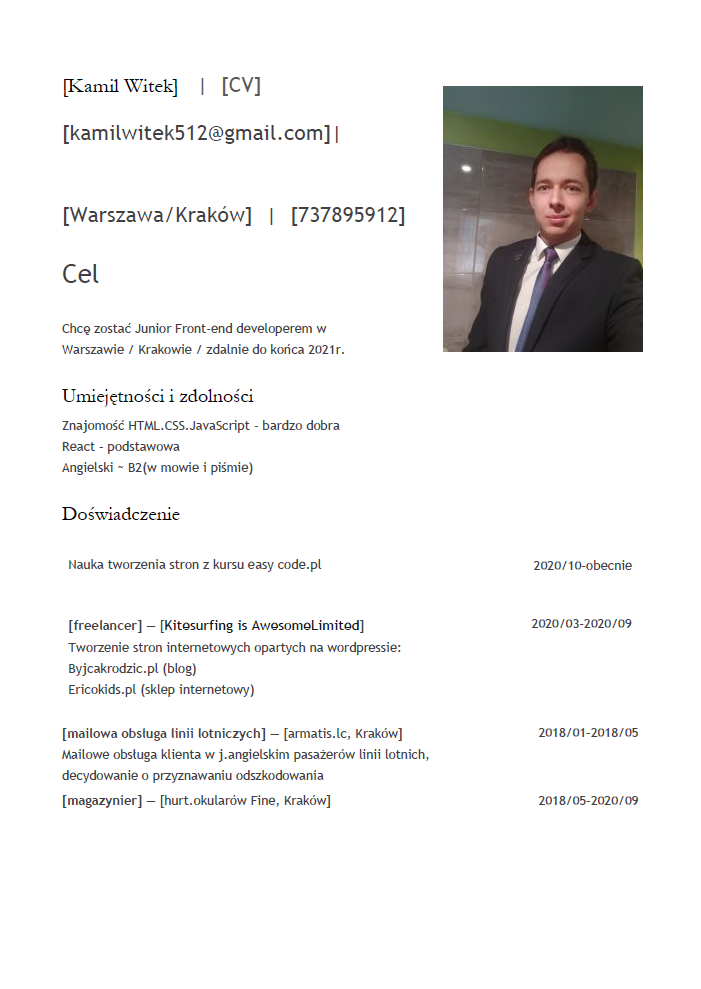 [Kamil Witek] | [CV]
[kamilwitek512@gmail.com]|
[Warszawa/Kraków] | [737895912]
Cel
Chcę zostać Junior Front-end developerem w
Warszawie / Krakowie / zdalnie do końca 2021r.
Umiejętności i zdolności
Znajomość HTML.CSS.JavaScript - bardzo dobra
React - podstawowa
Angielski ~ B2(w mowie i piśmie)
Doświadczenie
Nauka tworzenia stron z kursu easy code.pl 2020/10-obecnie
[freelancer] — [Kitesurfing is AwesomeLimited] 2020/03-2020/09
Tworzenie stron internetowych opartych na wordpressie:
Byjcakrodzic.pl (blog)
Ericokids.pl (sklep internetowy)
[mailowa obsługa linii lotniczych] — [armatis.lc, Kraków] 2018/01-2018/05
Mailowe obsługa klienta w j.angielskim pasażerów linii lotnich,
decydowanie o przyznawaniu odszkodowania
[magazynier] — [hurt.okularów Fine, Kraków] 2018/05-2020/09